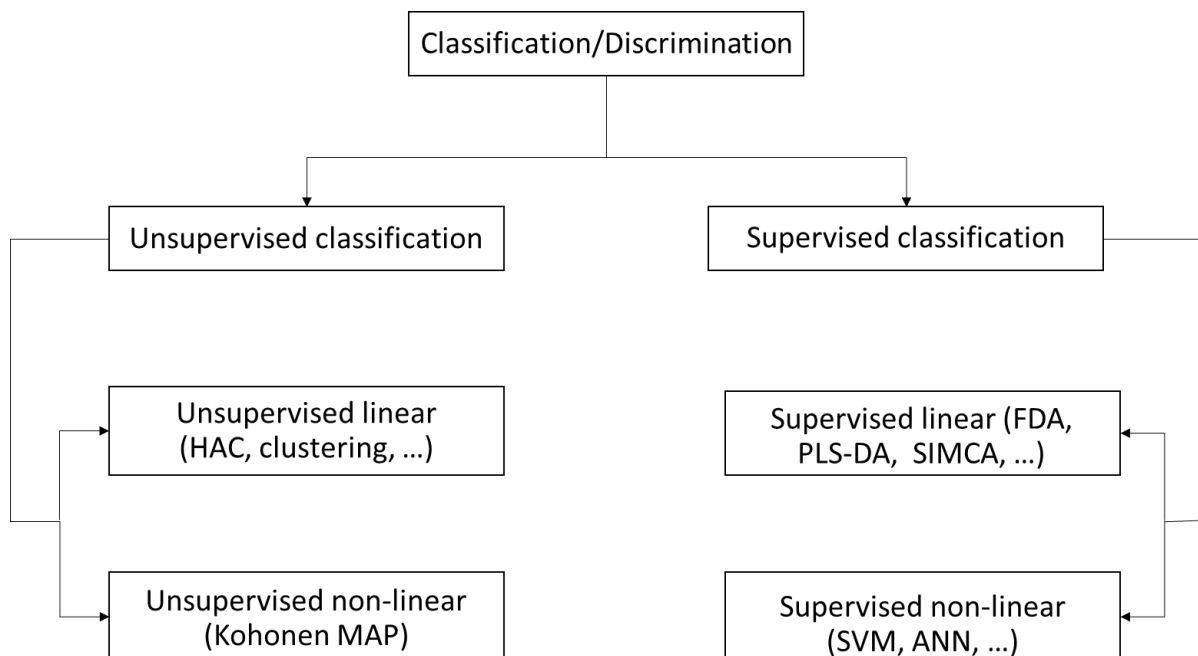 Classification/Discrimination
Unsupervised classification
Supervised classification
Unsupervised linear
(HAC, clustering, ...)
Supervised linear (FDA,
PLS-DA,  SIMCA, ...)
Unsupervised non-linear
(Kohonen MAP)
Supervised non-linear
(SVM, ANN, ...)